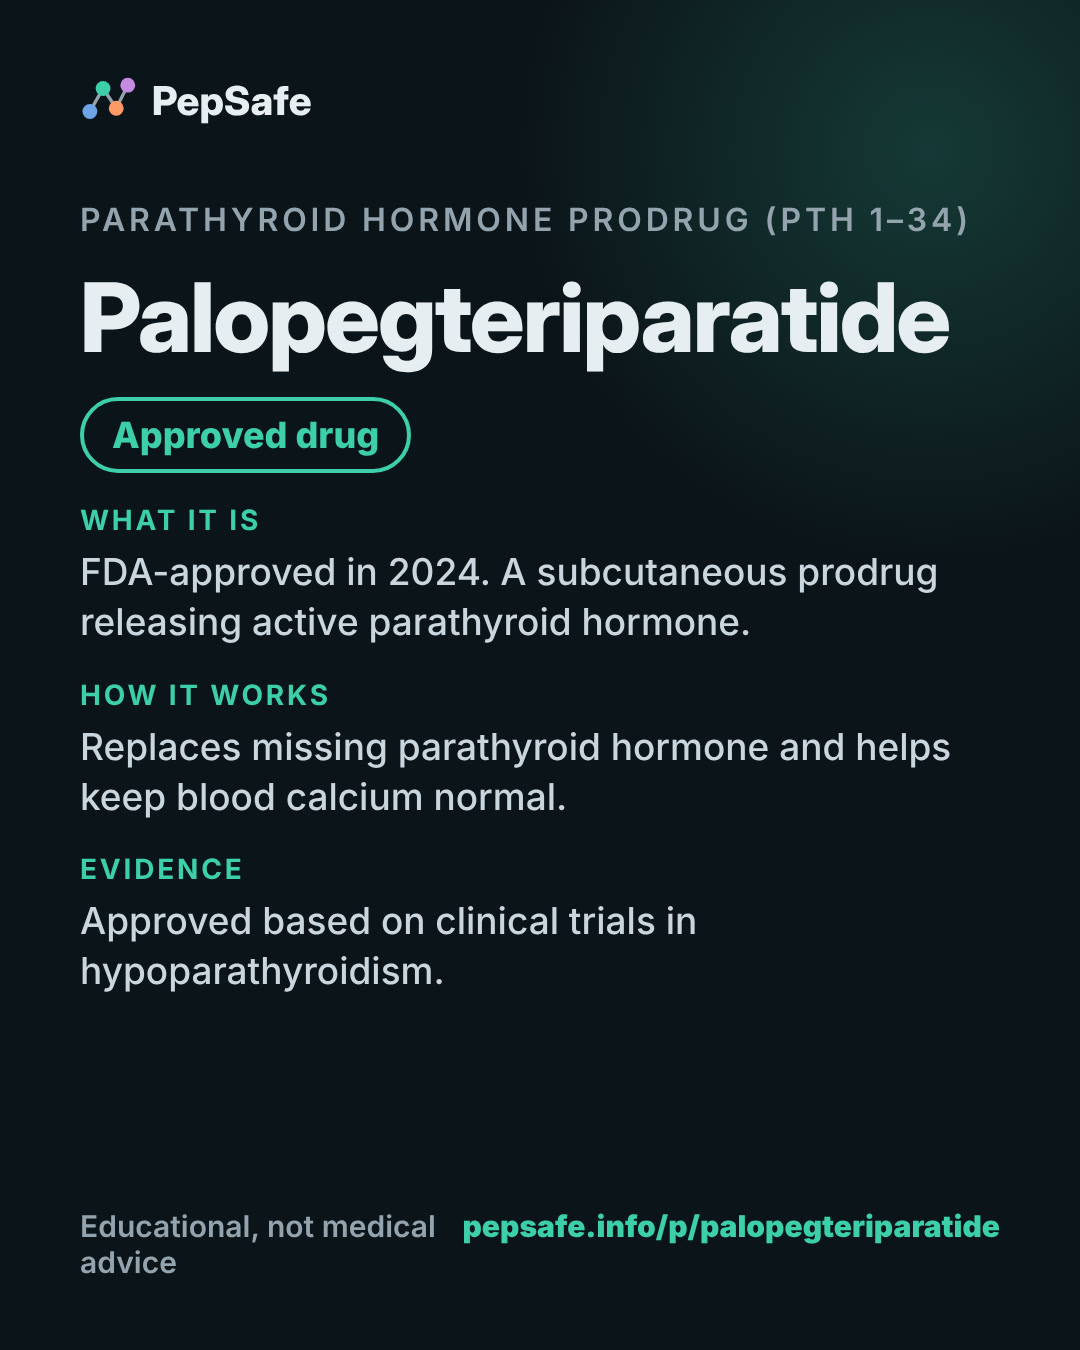 PepSafe
PARATHYROID HORMONE PRODRUG (PTH 1–34)
Palopegteriparatide
Approved drug
WHAT IT IS
FDA-approved in 2024. A subcutaneous prodrug
releasing active parathyroid hormone.
HOW IT WORKS
Replaces missing parathyroid hormone and helps
keep blood calcium normal.
EVIDENCE
Approved based on clinical trials in
hypoparathyroidism.
Educational, not medical
advice
pepsafe.info/p/palopegteriparatide